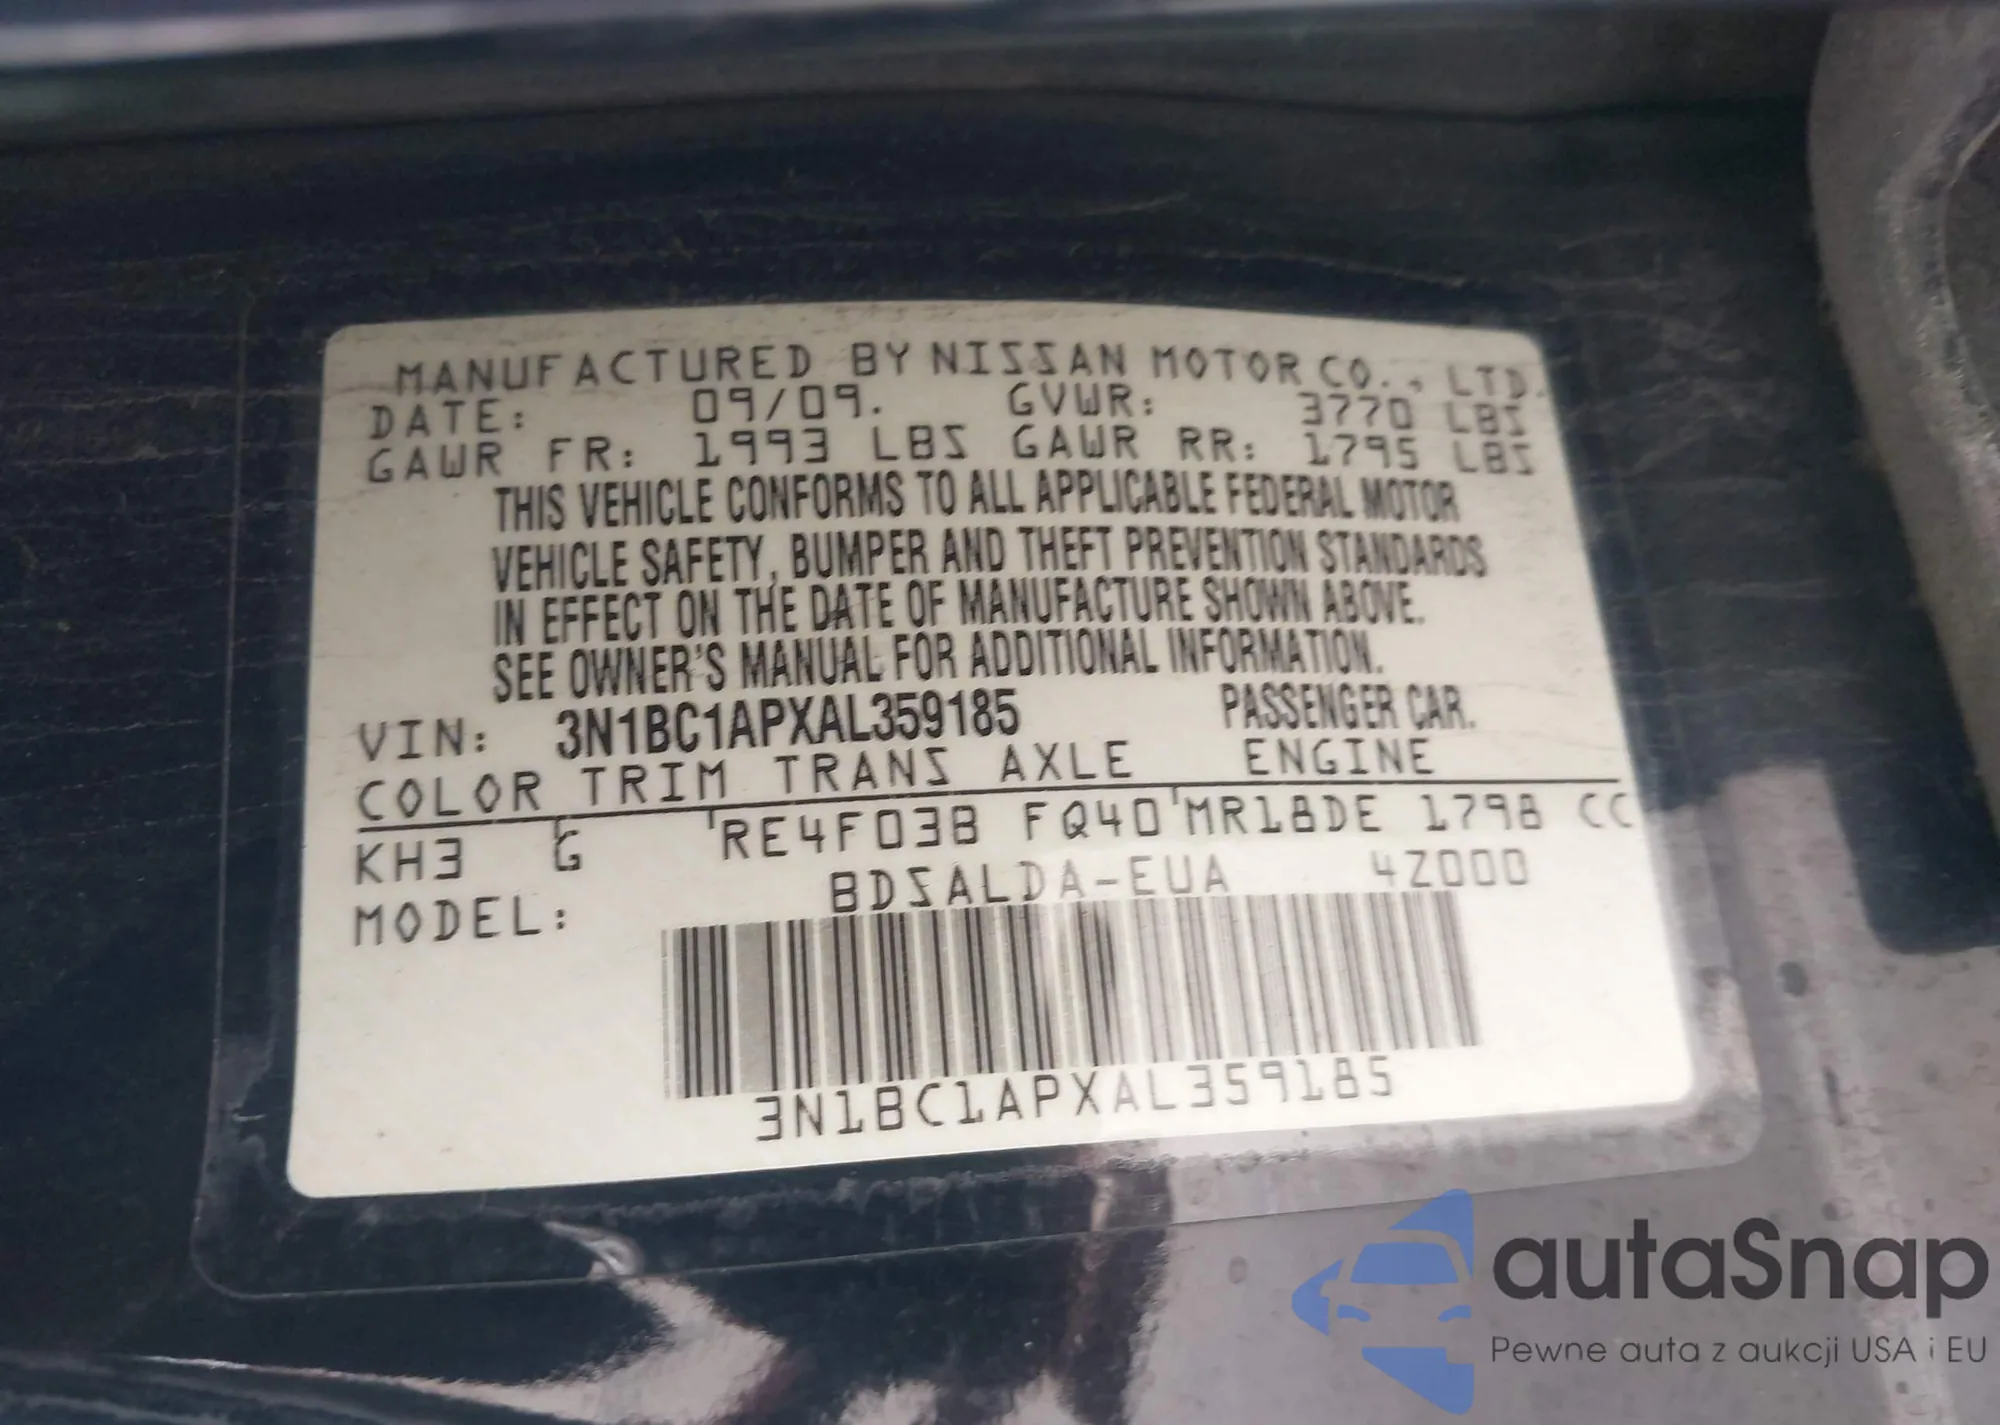 MANUFACTURED BY NISSAN MOTOR CO., LTD.
DATE: 09/09. GVWR: 3770 LBS
GAWR FR: 1993 LBS GAWR RR: 1795 LBS
THIS VEHICLE CONFORMS TO ALL APPLICABLE FEDERAL MOTOR
VEHICLE SAFETY, BUMPER AND THEFT PREVENTION STANDARDS
IN EFFECT ON THE DATE OF MANUFACTURE SHOWN ABOVE.
SEE OWNER'S MANUAL FOR ADDITIONAL INFORMATION.
VIN: 3N1BC1APXAL359185 PASSENGER CAR.
COLOR TRIM TRANS AXLE ENGINE
KH3 G RE4F03B FQ40 MR18DE 1798 CC
MODEL: BDSALDA-EUA 4Z000
3N1BC1APXAL359185
autaSnap
Pewne auta z aukcji USA i EU